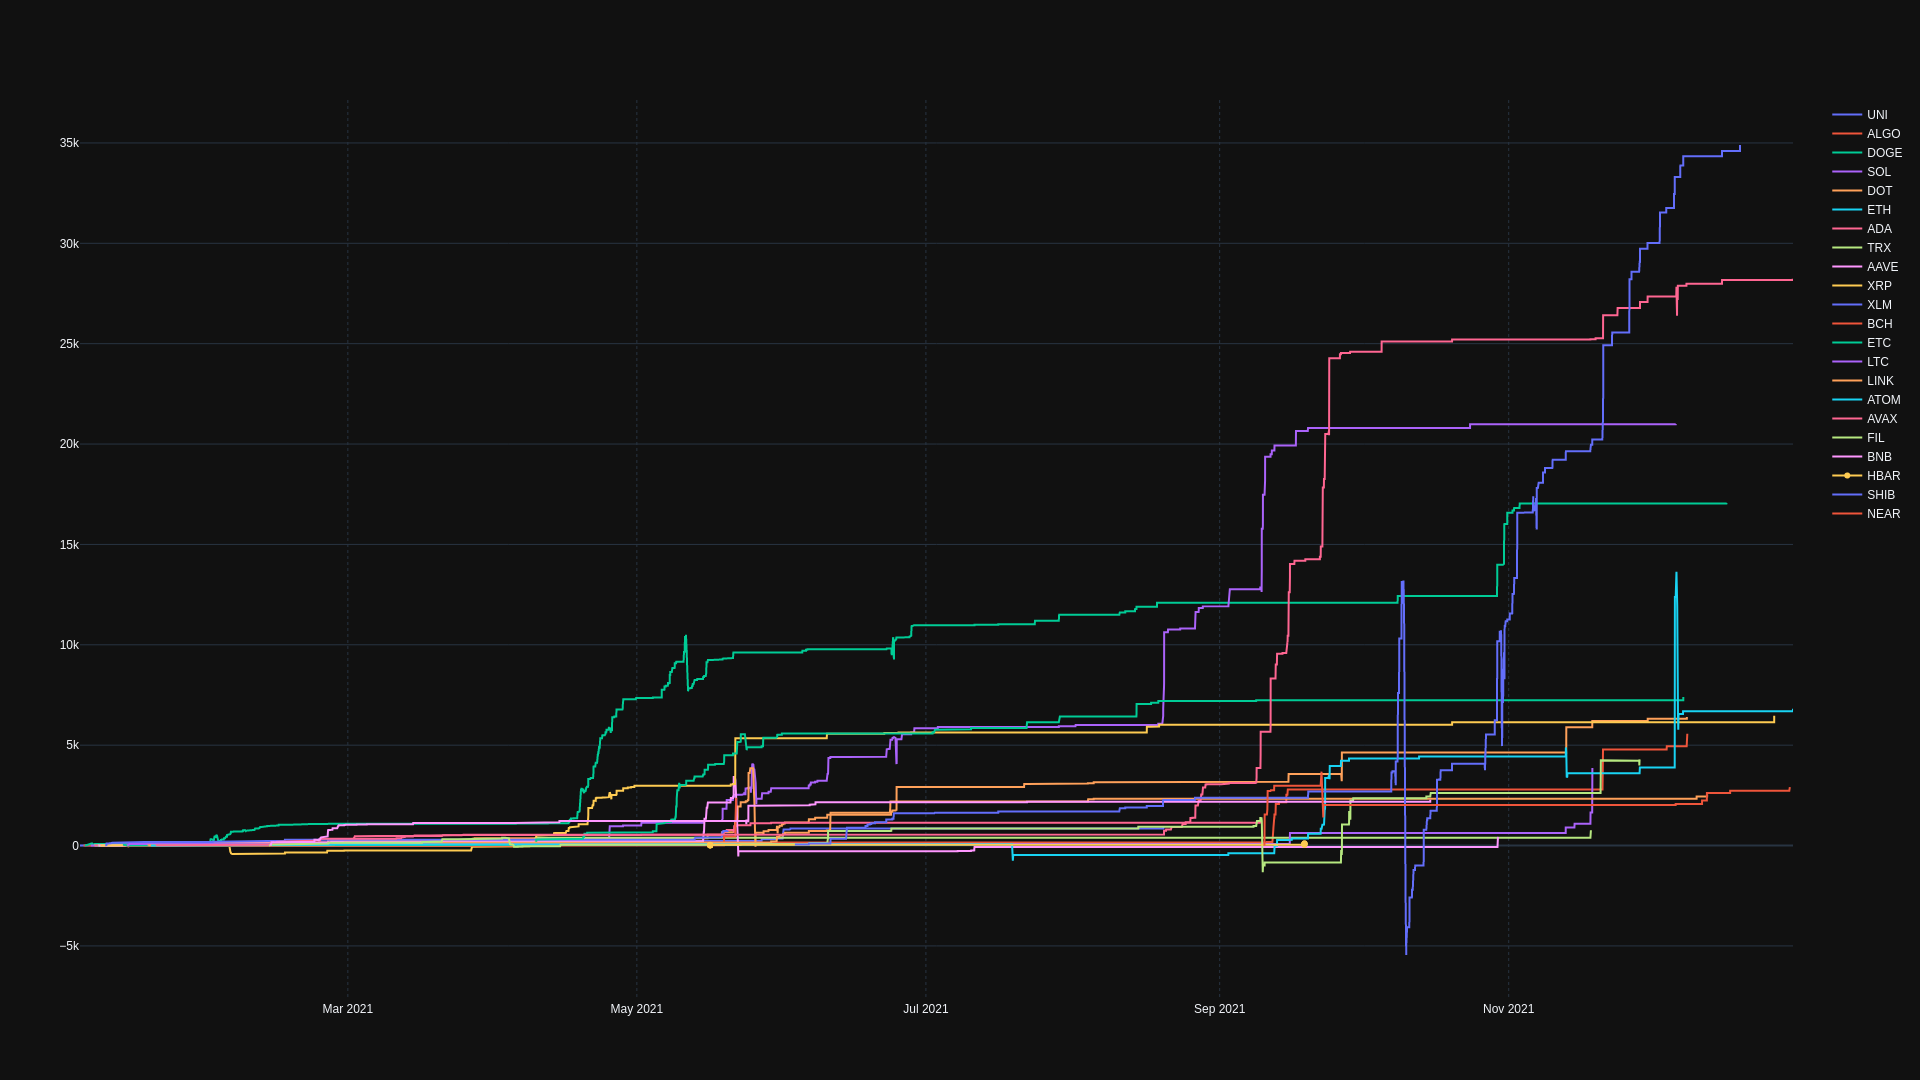 35k
30k
25k
20k
15k
10k
5k
0
−5k
Mar 2021
May 2021
Jul 2021
Sep 2021
Nov 2021
UNI
ALGO
DOGE
SOL
DOT
ETH
ADA
TRX
AAVE
XRP
XLM
BCH
ETC
LTC
LINK
ATOM
AVAX
FIL
BNB
HBAR
SHIB
NEAR